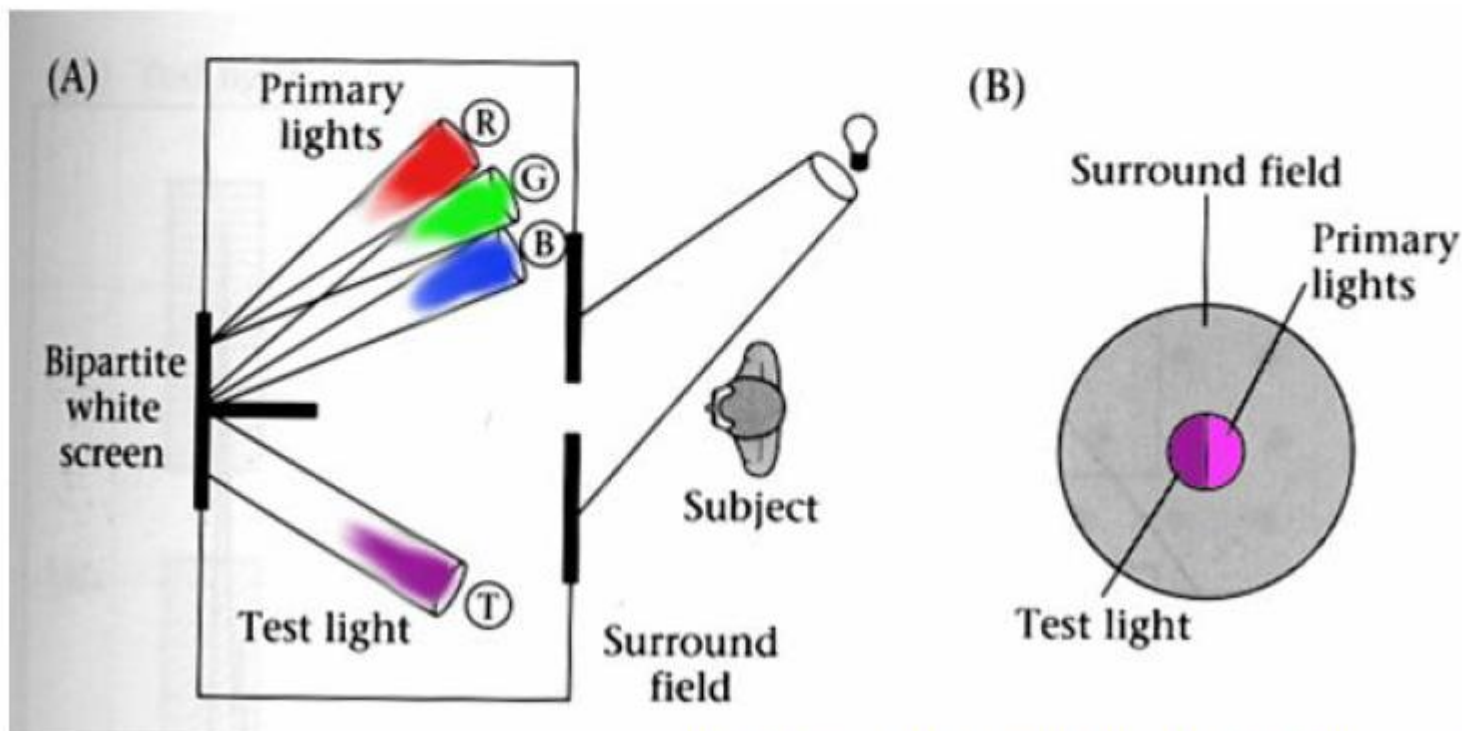 (A)
Primary
lights
R
G
B
Bipartite
white
screen
Test light
T
Subject
Surround
field
(B)
Surround field
Primary
lights
Test light